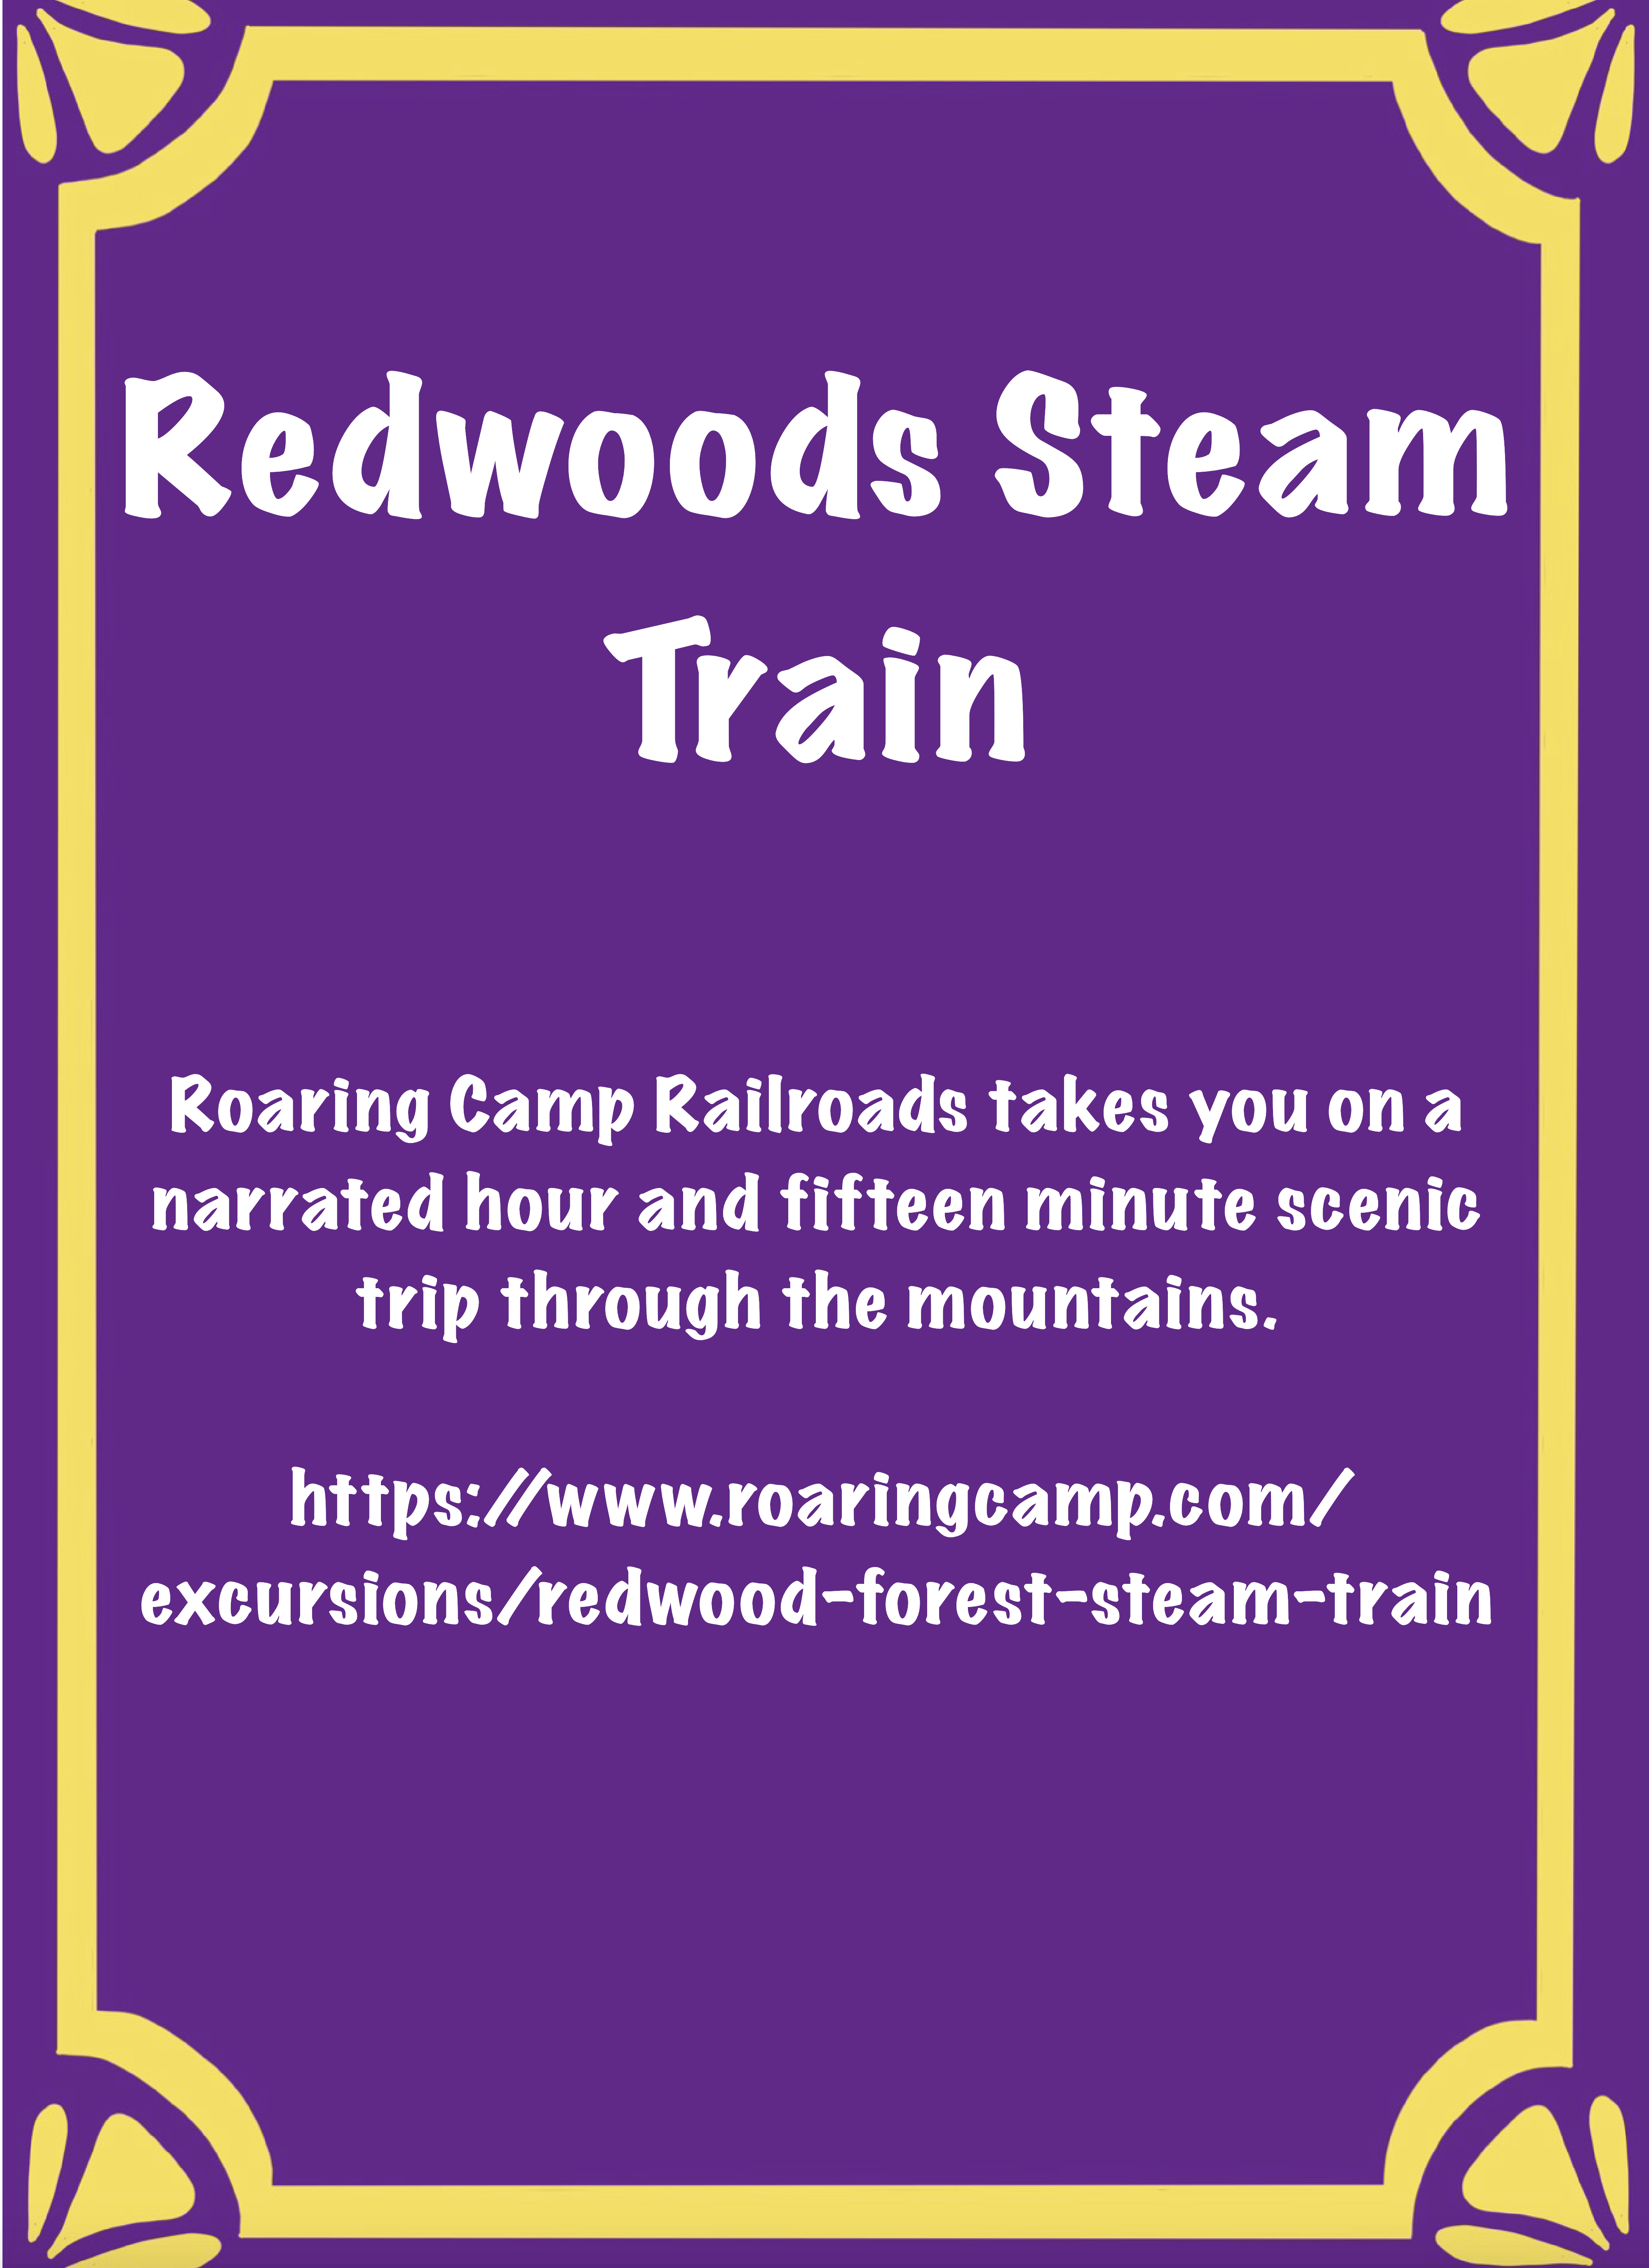 Redwoods Steam
Train
Roaring Camp Railroads takes you on a
narrated hour and fifteen minute scenic
trip through the mountains.
https://www.roaringcamp.com/
excursions/redwood-forest-steam-train